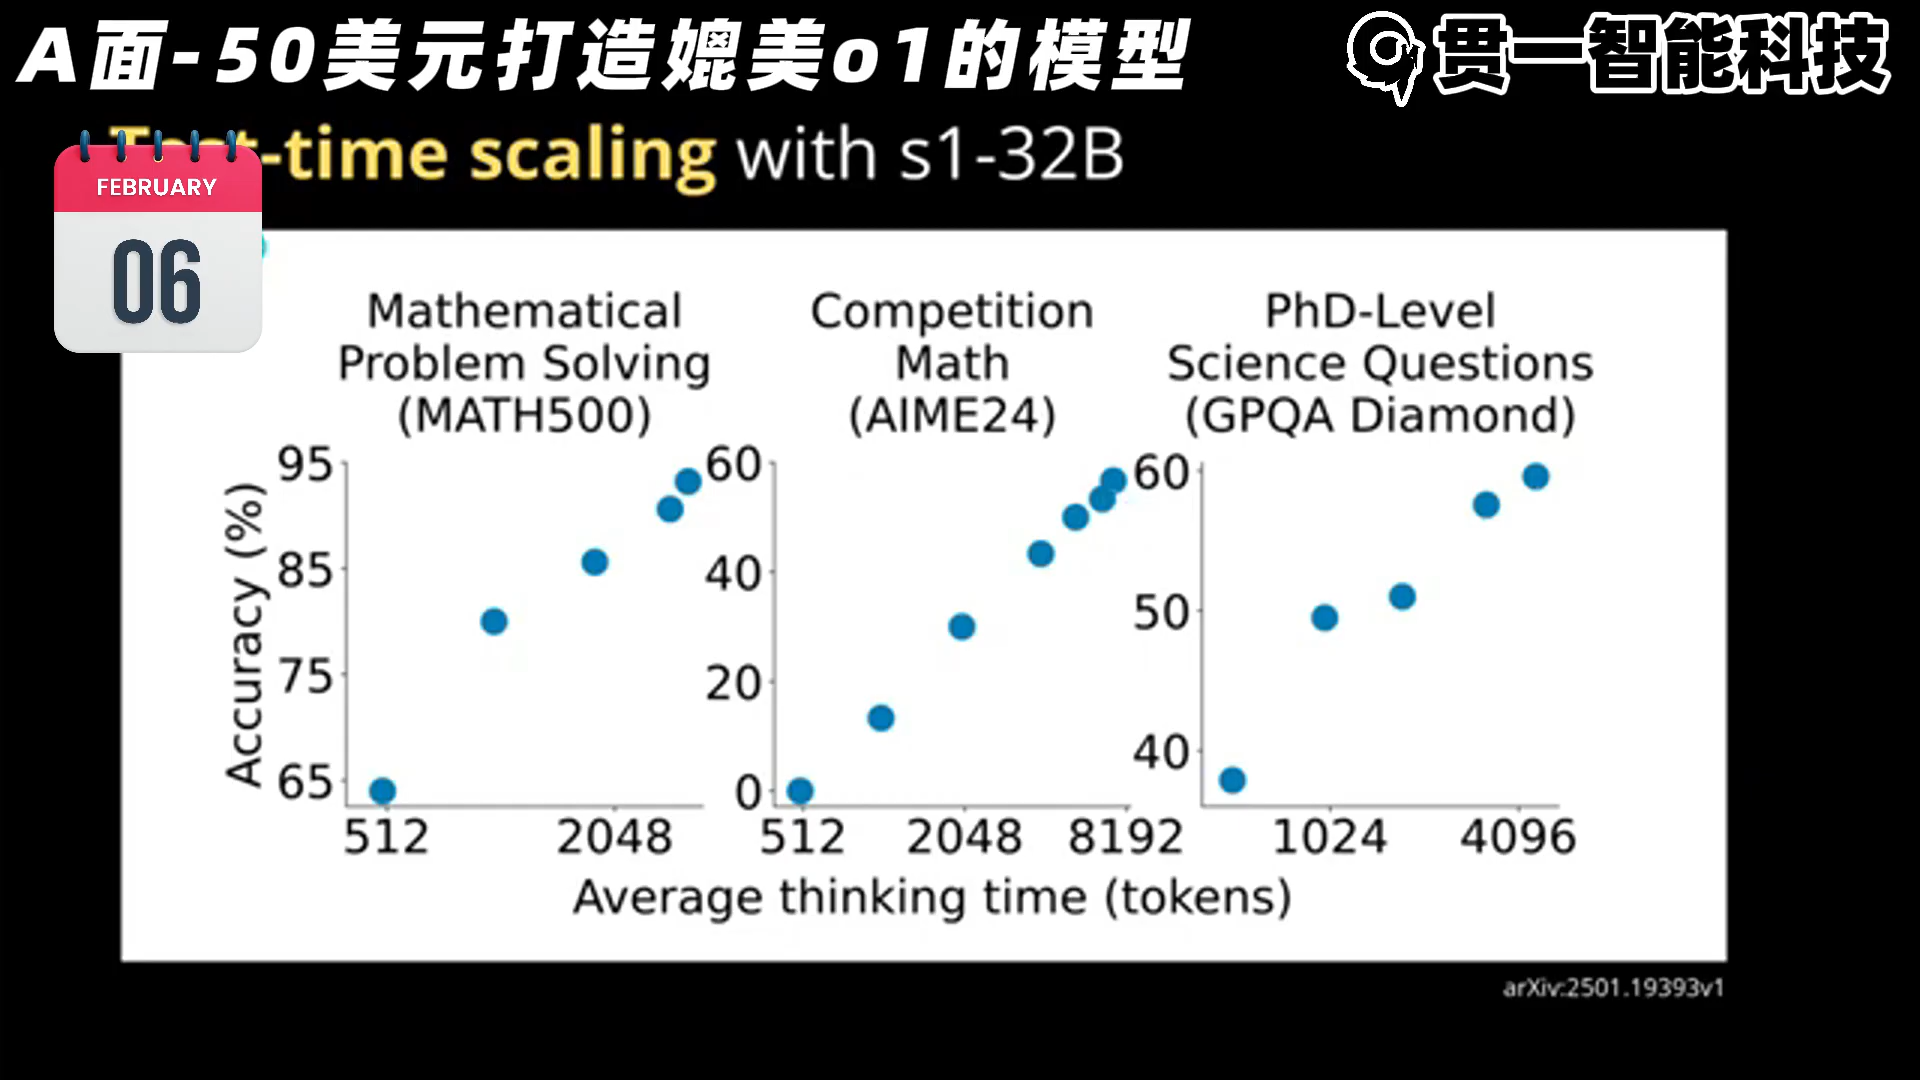 A面-50美元打造媲美o1的模型
贯一智能科技
Test-time scaling with s1-32B
FEBRUARY
06
Mathematical
Problem Solving
(MATH500)
Competition
Math
(AIME24)
PhD-Level
Science Questions
(GPQA Diamond)
Accuracy (%)
95
85
75
65
512
2048
60
40
20
0
512
2048
8192
60
50
40
1024
4096
Average thinking time (tokens)
arXiv:2501.19393v1